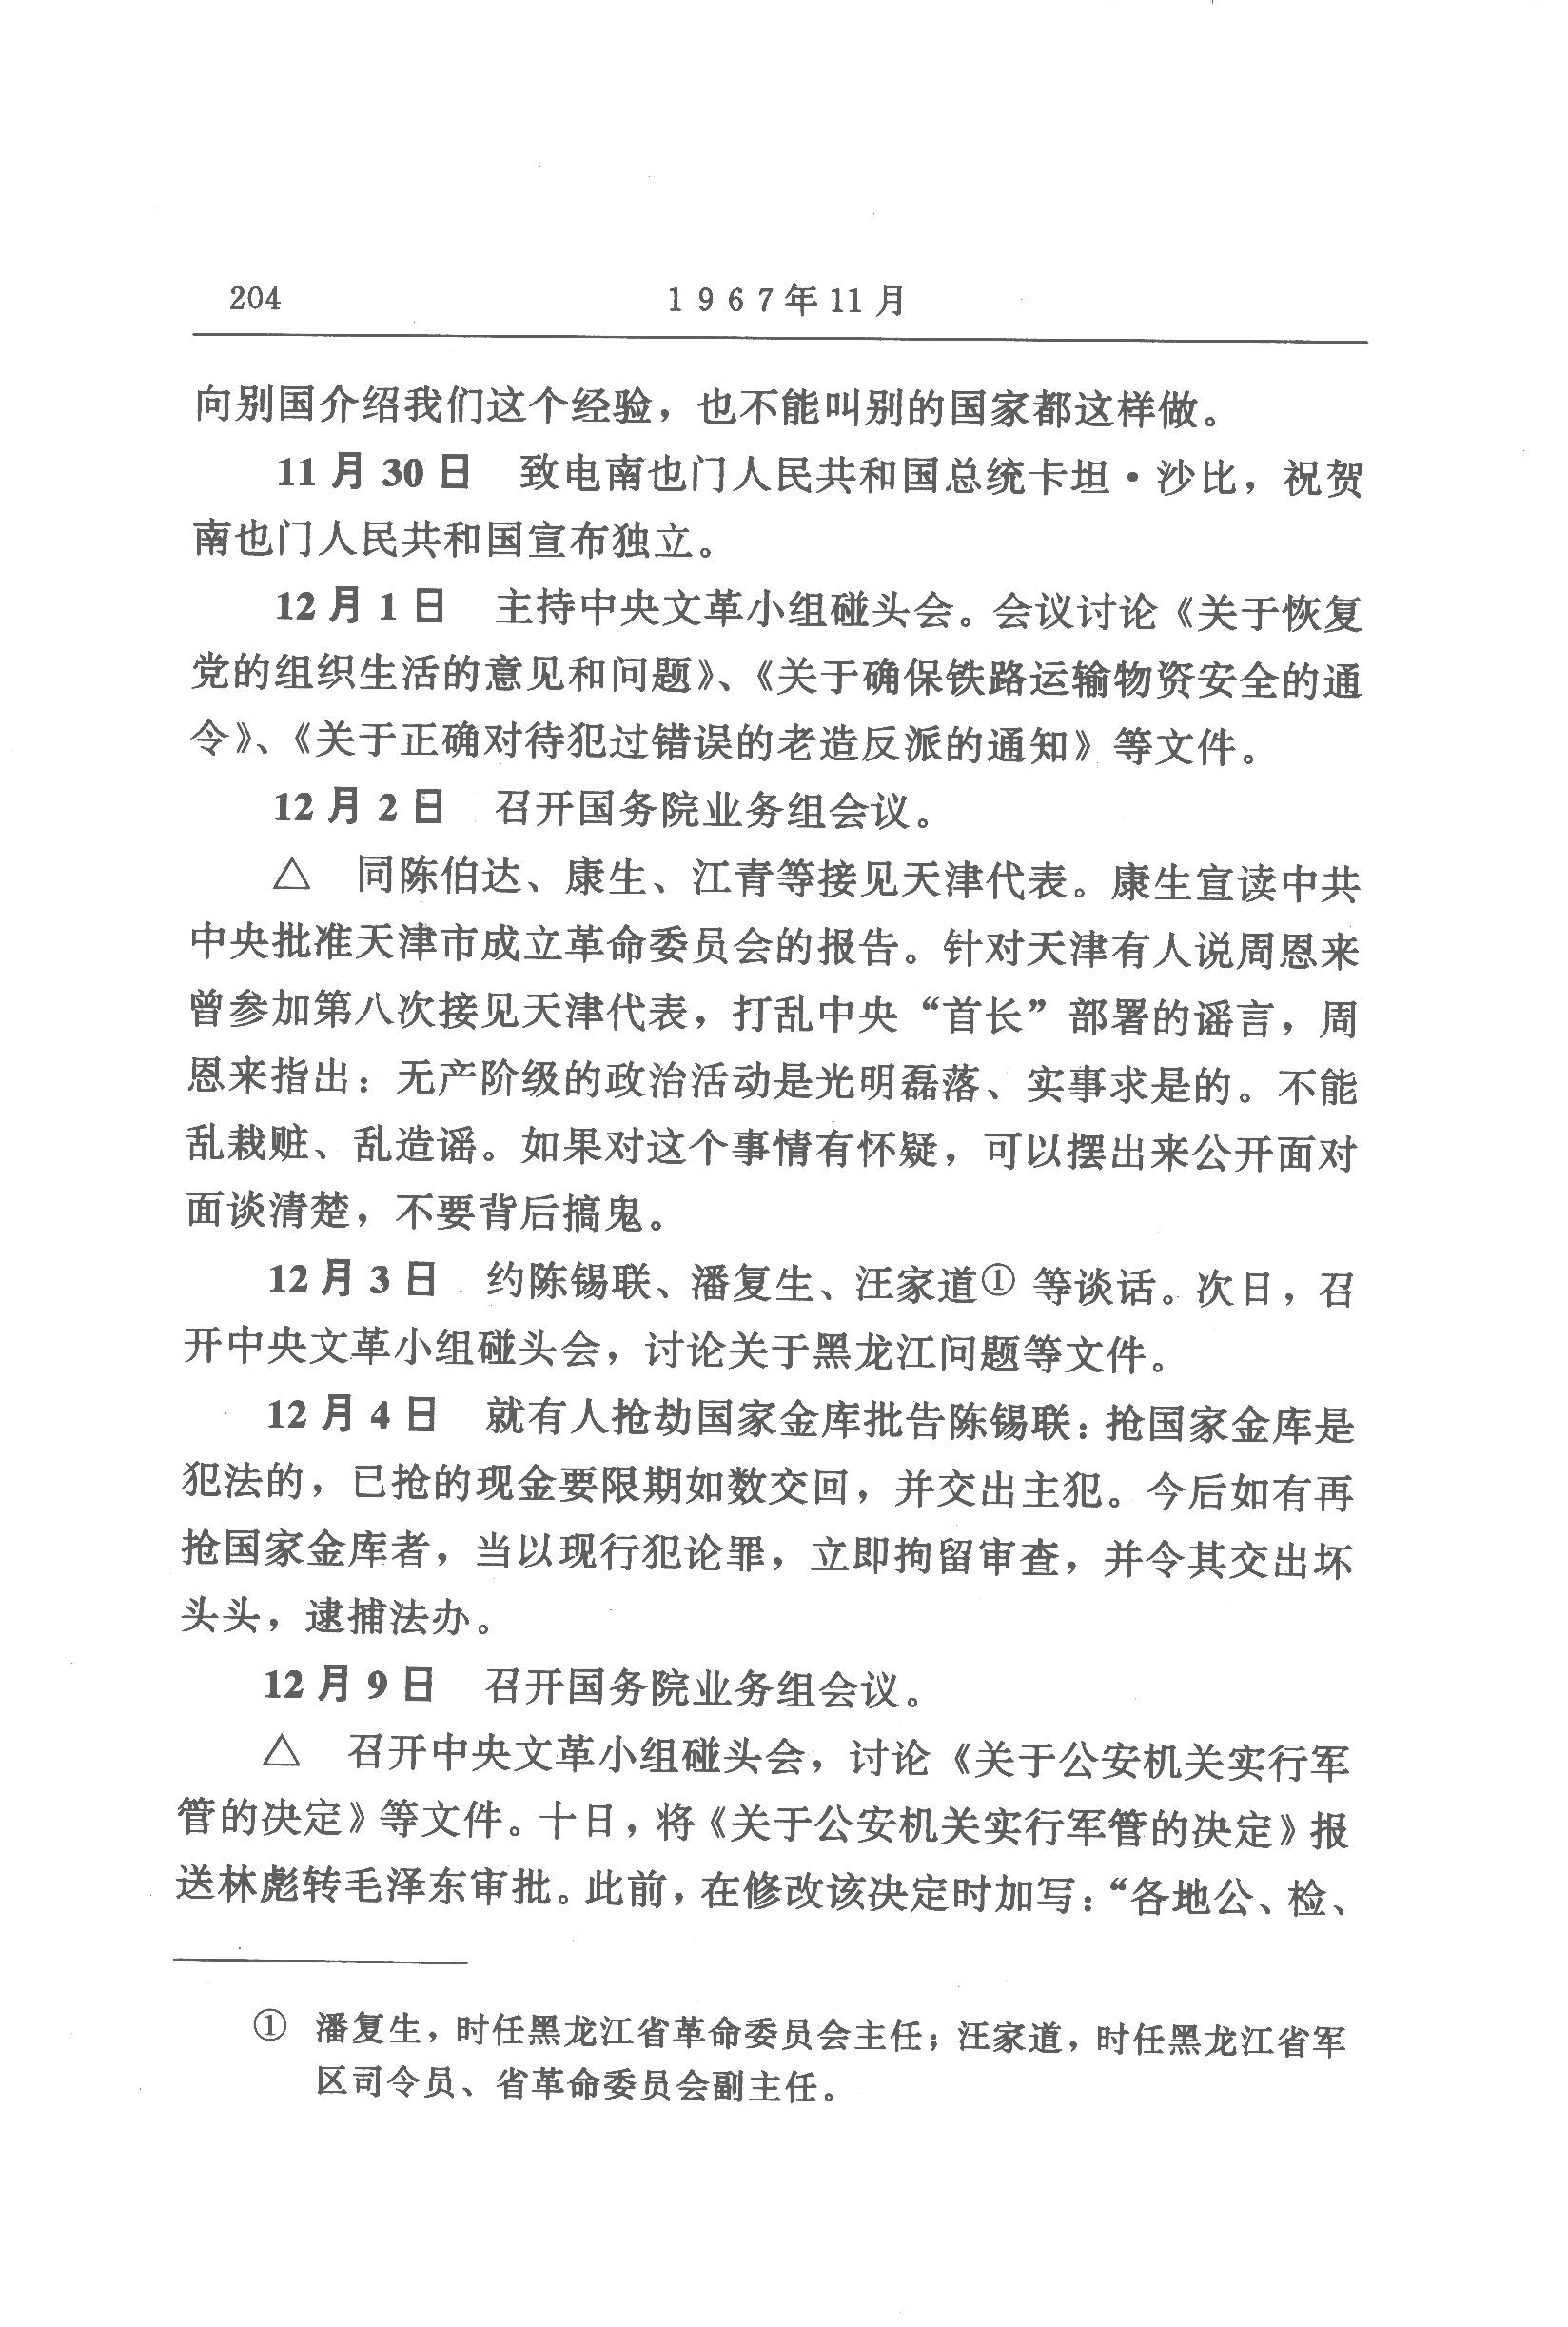 204 1967年11月
向别国介绍我们这个经验，也不能叫别的国家都这样做。
11月30日 致电南也门人民共和国总统卡坦·沙比，祝贺
南也门人民共和国宣布独立。
12月1日 主持中央文革小组碰头会。会议讨论《关于恢复
党的组织生活的意见和问题》、《关于确保铁路运输物资安全的通
令》、《关于正确对待犯过错误的老造反派的通知》等文件。
12月2日 召开国务院业务组会议。
△ 同陈伯达、康生、江青等接见天津代表。康生宣读中共
中央批准天津市成立革命委员会的报告。针对天津有人说周恩来
曾参加第八次接见天津代表，打乱中央“首长”部署的谣言，周
恩来指出：无产阶级的政治活动是光明磊落、实事求是的。不能
乱栽赃、乱造谣。如果对这个事情有怀疑，可以摆出来公开面对
面谈清楚，不要背后搞鬼。
12月3日 约陈锡联、潘复生、汪家道① 等谈话。次日，召
开中央文革小组碰头会，讨论关于黑龙江问题等文件。
12月4日 就有人抢劫国家金库批告陈锡联：抢国家金库是
犯法的，已抢的现金要限期如数交回，并交出主犯。今后如有再
抢国家金库者，当以现行犯论罪，立即拘留审查，并令其交出坏
头头，逮捕法办。
12月9日 召开国务院业务组会议。
△ 召开中央文革小组碰头会，讨论《关于公安机关实行军
管的决定》等文件。十日，将《关于公安机关实行军管的决定》报
送林彪转毛泽东审批。此前，在修改该决定时加写：“各地公、检、
① 潘复生，时任黑龙江省革命委员会主任；汪家道，时任黑龙江省军
区司令员、省革命委员会副主任。